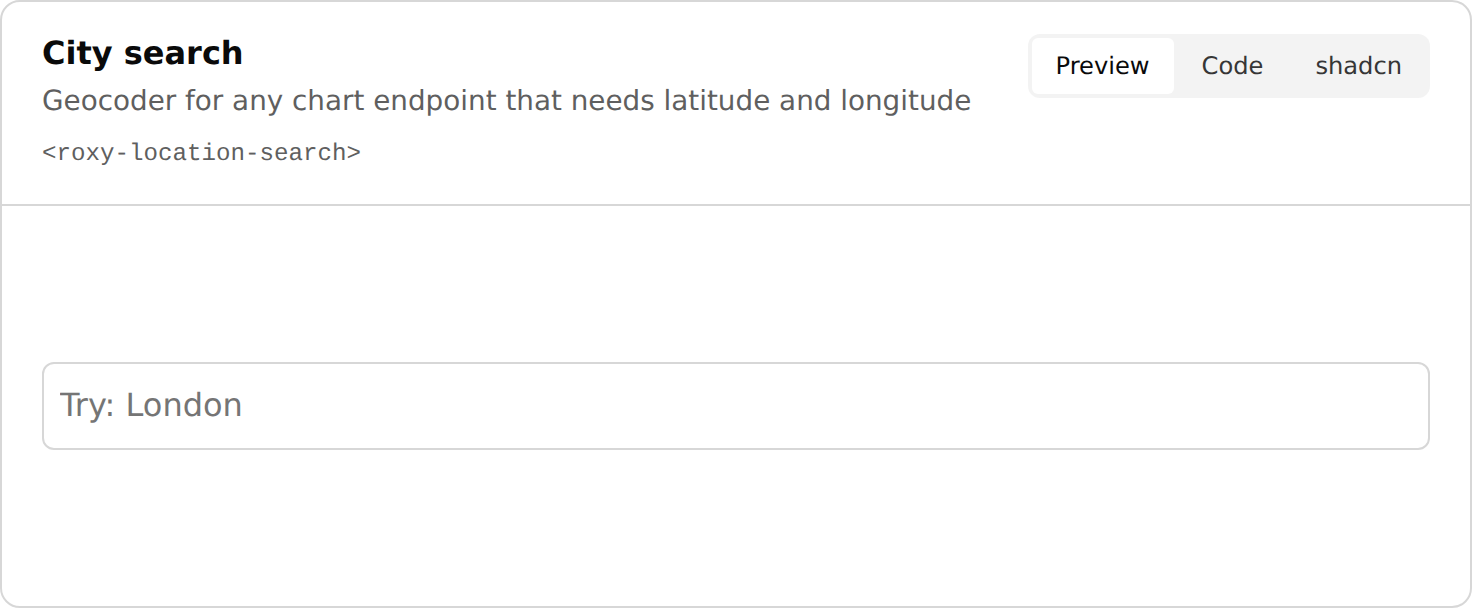 City search
Geocoder for any chart endpoint that needs latitude and longitude
<roxy-location-search>
Preview
Code
shadcn
Try: London